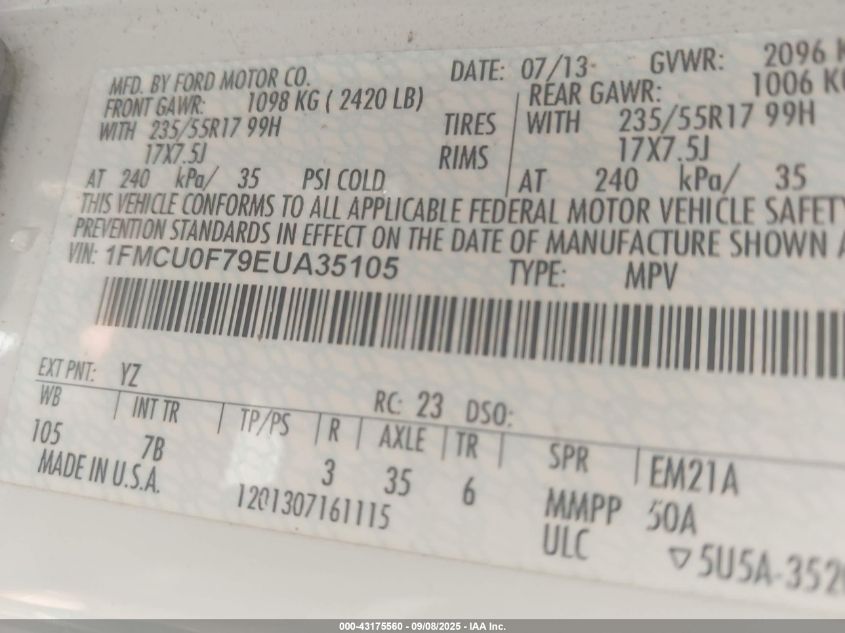 MFD. BY FORD MOTOR CO.
DATE: 07/13 GVWR: 2096 K
FRONT GAWR: 1098 KG ( 2420 LB) REAR GAWR: 1006 KG
WITH 235/55R17 99H TIRES WITH 235/55R17 99H
17X7.5J RIMS 17X7.5J
AT 240 kPa/ 35 PSI COLD AT 240 kPa/ 35
THIS VEHICLE CONFORMS TO ALL APPLICABLE FEDERAL MOTOR VEHICLE SAFETY
PREVENTION STANDARDS IN EFFECT ON THE DATE OF MANUFACTURE SHOWN A
VIN: 1FMCU0F79EUA35105 TYPE: MPV
EXT PNT: YZ RC: 23 DSO:
WB INT TR TP/PS R AXLE TR SPR EM21A
105 7B 3 35 6 MMPP 50A
MADE IN U.S.A. 1201307161115 ULC ▽5U5A-3520
000-43175560 - 09/08/2025 - IAA Inc.